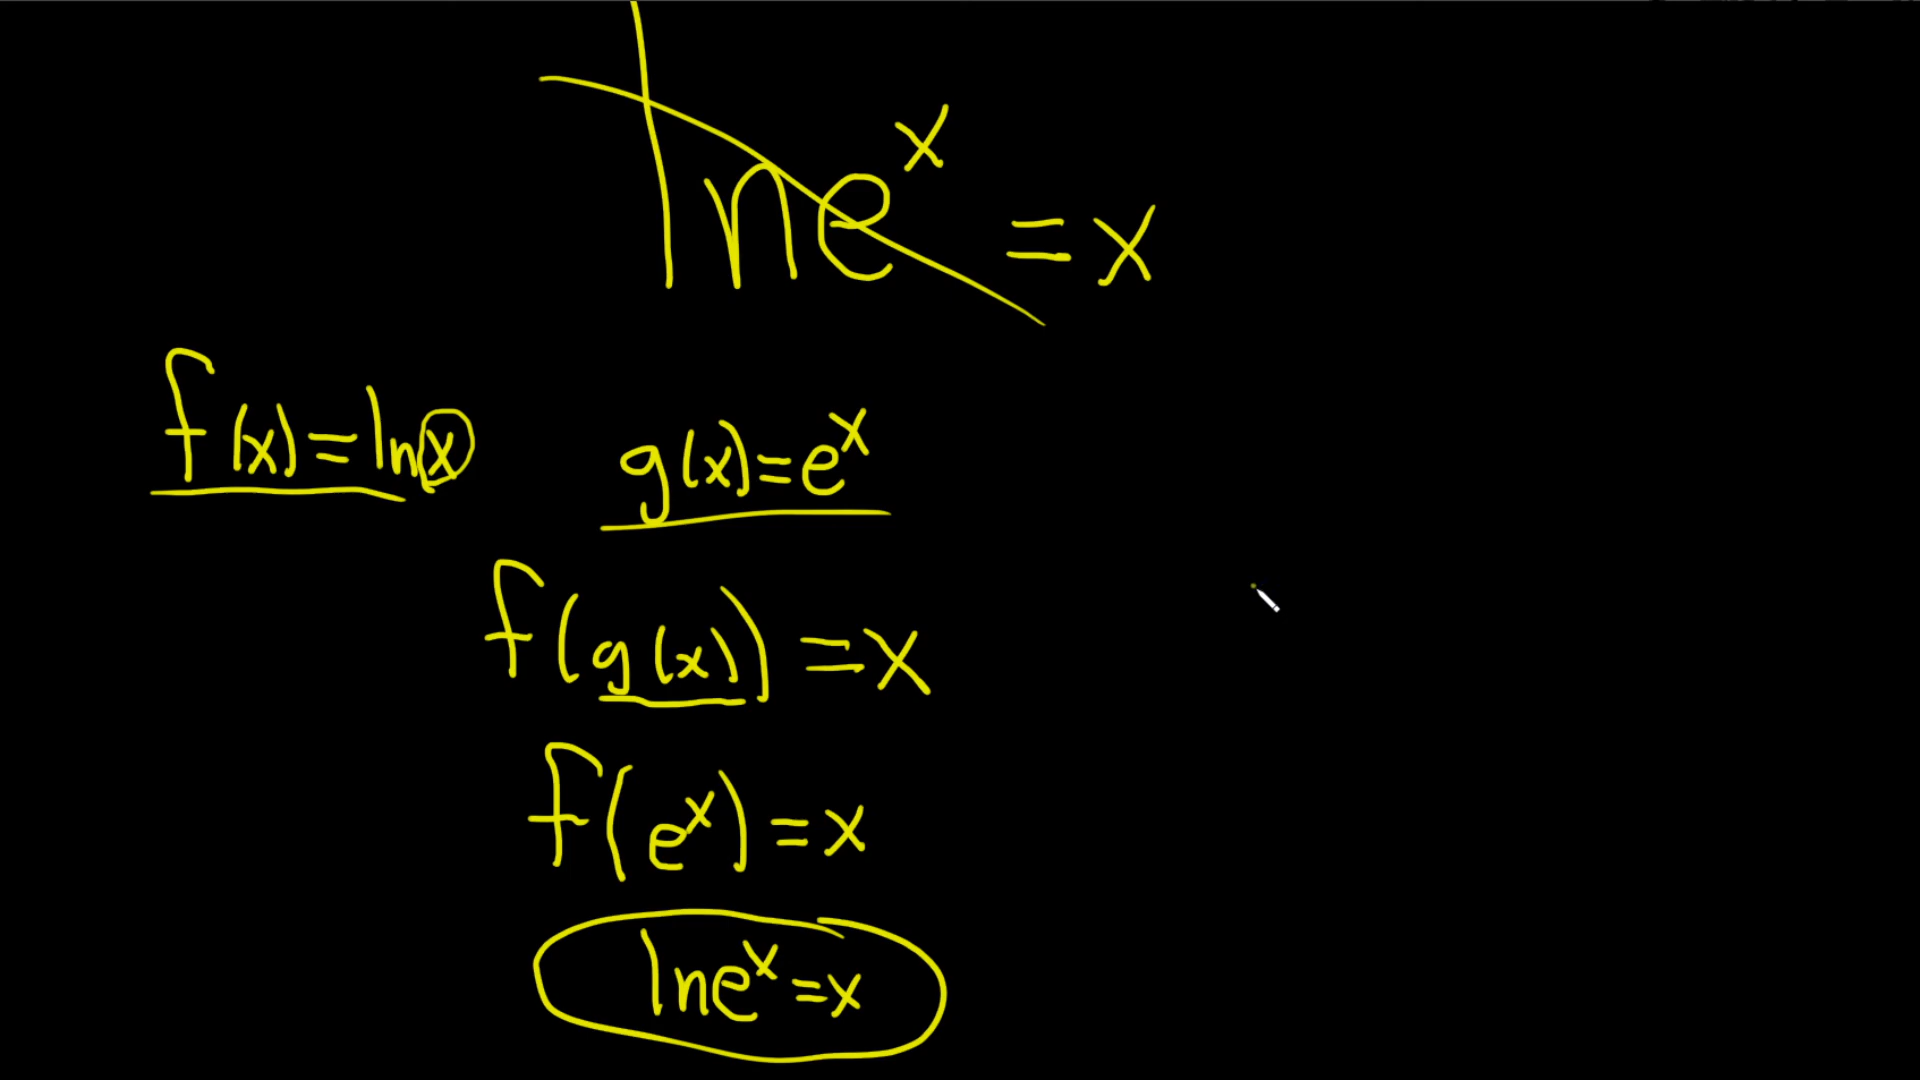 ln e^x = x
f(x) = ln x g(x) = e^x
f(g(x)) = x
f(e^x) = x
ln e^x = x